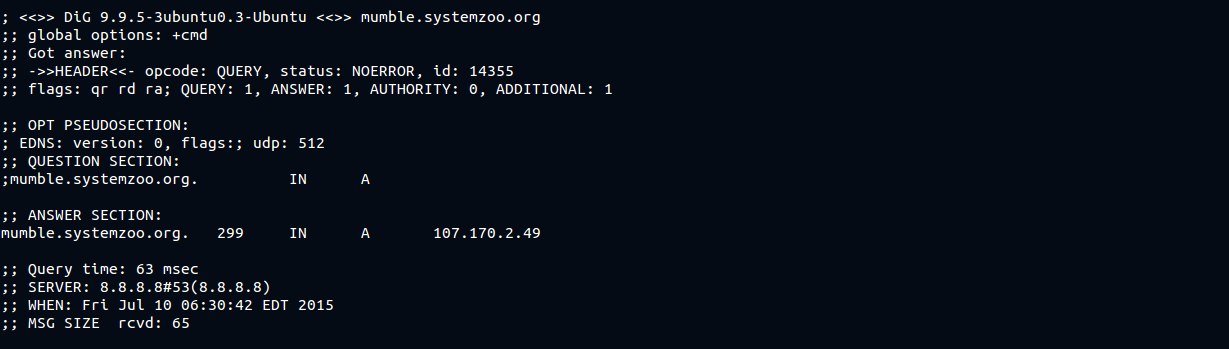 ; <<>> DiG 9.9.5-3ubuntu0.3-Ubuntu <<>> mumble.systemzoo.org
;; global options: +cmd
;; Got answer:
;; ->>HEADER<<- opcode: QUERY, status: NOERROR, id: 14355
;; flags: qr rd ra; QUERY: 1, ANSWER: 1, AUTHORITY: 0, ADDITIONAL: 1

;; OPT PSEUDOSECTION:
; EDNS: version: 0, flags:; udp: 512
;; QUESTION SECTION:
;mumble.systemzoo.org.          IN      A

;; ANSWER SECTION:
mumble.systemzoo.org.   299     IN      A       107.170.2.49

;; Query time: 63 msec
;; SERVER: 8.8.8.8#53(8.8.8.8)
;; WHEN: Fri Jul 10 06:30:42 EDT 2015
;; MSG SIZE  rcvd: 65